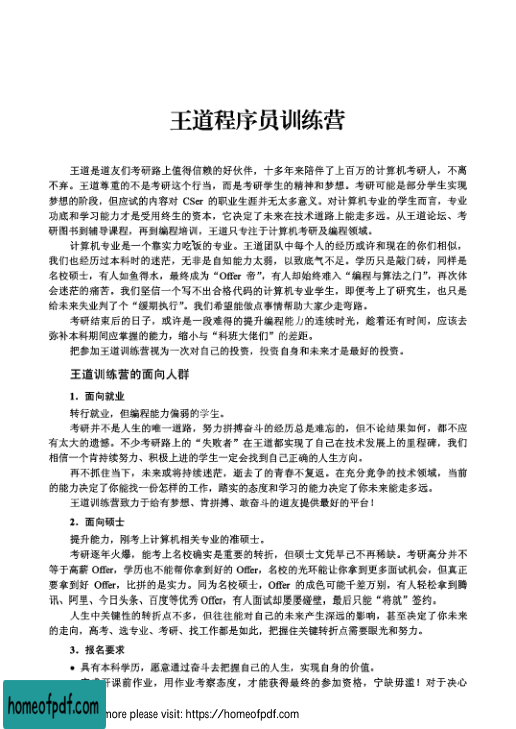 王道程序员训练营
王道是道友们考研路上值得信赖的好伙伴，十多年来陪伴了上百万的计算机考研人，不离
不弃。王道尊重的不是考研这个行当，而是考研学生的精神和梦想。考研可能是部分学生实现
梦想的阶段，但应试的内容对 CSer 的职业生涯并无太多意义。对计算机专业的学生而言，专业
功底和学习能力才是受用终生的资本，它决定了未来在技术道路上能走多远。从王道论坛、考
研图书到辅导课程，再到编程培训，王道只专注于计算机考研及编程领域。
计算机专业是一个靠实力吃饭的专业。王道团队中每个人的经历或许和现在的你们相似，
我们也经历过本科时的迷茫，无非是自知能力太弱，以致底气不足。学历只是敲门砖，同样是
名校硕士，有人如鱼得水，最终成为“Offer 帝”，有人却始终难入“编程与算法之门”，再次体
会迷茫的痛苦。我们坚信一个写不出合格代码的计算机专业学生，即便考上了研究生，也只是
给未来失业判了个“缓期执行”。我们希望能做点事情帮助大家少走弯路。
考研结束后的日子，或许是一段难得的提升编程能力的连续时光，趁着还有时间，应该去
弥补本科期间应掌握的能力，缩小与“科班大佬们”的差距。
把参加王道训练营视为一次对自己的投资，投资自身和未来才是最好的投资。
王道训练营的面向人群
1．面向就业
转行就业，但编程能力偏弱的学生。
考研并不是人生的唯一道路，努力拼搏奋斗的经历总是难忘的，但不论结果如何，都不应
有太大的遗憾。不少考研路上的“失败者”在王道都实现了自己在技术发展上的里程碑，我们
相信一个肯持续努力、积极上进的学生一定会找到自己正确的人生方向。
再不抓住当下，未来或将持续迷茫，逝去了的青春不复返。在充分竞争的技术领域，当前
的能力决定了你能找一份怎样的工作，踏实的态度和学习的能力决定了你未来能走多远。
王道训练营致力于给有梦想、肯拼搏、敢奋斗的道友提供最好的平台！
2．面向硕士
提升能力，刚考上计算机相关专业的准硕士。
考研逐年火爆，能考上名校确实是重要的转折，但硕士文凭早已不再稀缺。考研高分并不
等于高薪 Offer，学历也不能帮你拿到好的 Offer，名校的光环能让你拿到更多面试机会，但真正
要拿到好 Offer，比拼的是实力。同为名校硕士，Offer 的成色可能千差万别，有人轻松拿到腾
讯、阿里、今日头条、百度等优秀 Offer，有人面试却屡屡碰壁，最后只能“将就”签约。
人生中关键性的转折点不多，但往往能对自己的未来产生深远的影响，甚至决定了你未来
的走向，高考、选专业、考研、找工作都是如此，把握住关键转折点需要眼光和努力。
3．报名要求
● 具有本科学历，愿意通过奋斗去把握自己的人生，实现自身的价值。
开课前作业，用作业考察态度，才能获得最终的参加资格，宁缺毋滥！对于决心
homeofpdf.com
more please visit: https://homeofpdf.com